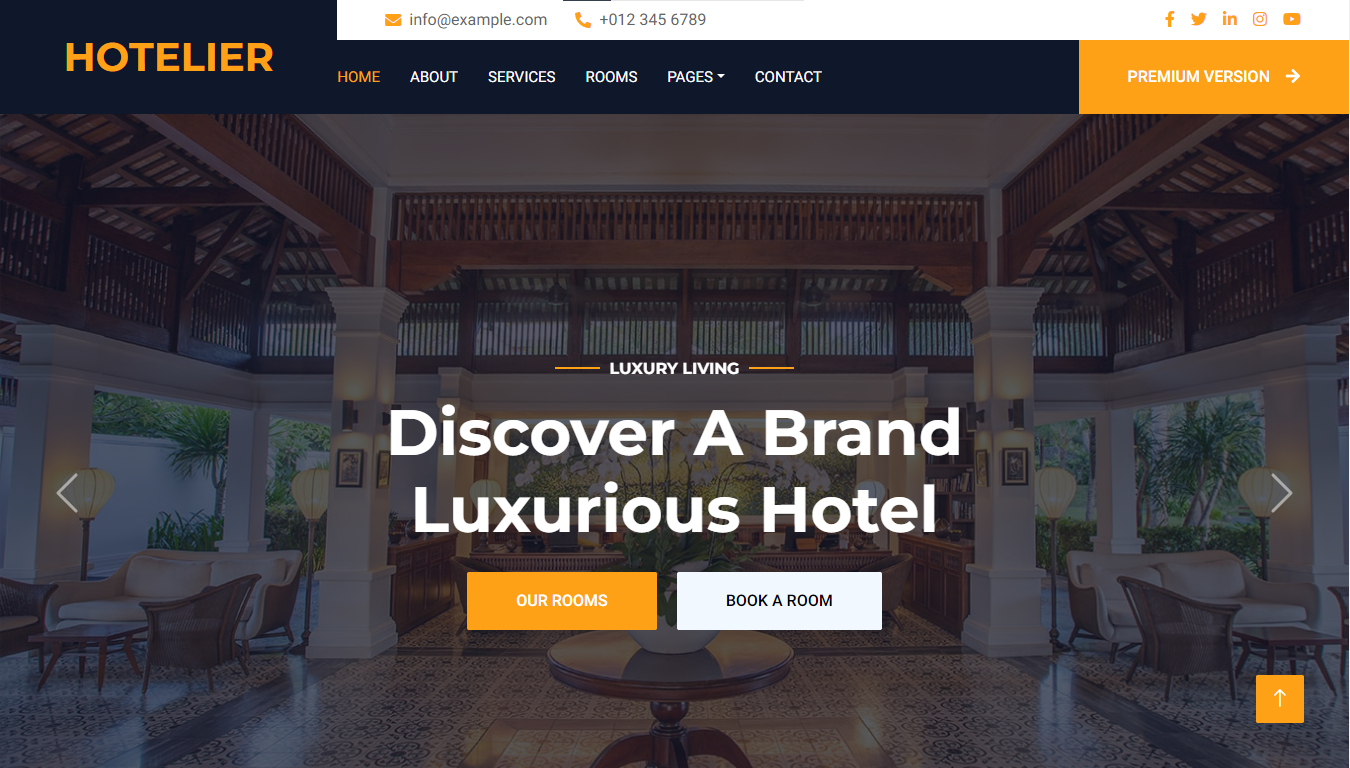 HOTELIER
info@example.com +012 345 6789
HOME ABOUT SERVICES ROOMS PAGES CONTACT PREMIUM VERSION
LUXURY LIVING
Discover A Brand
Luxurious Hotel
OUR ROOMS BOOK A ROOM